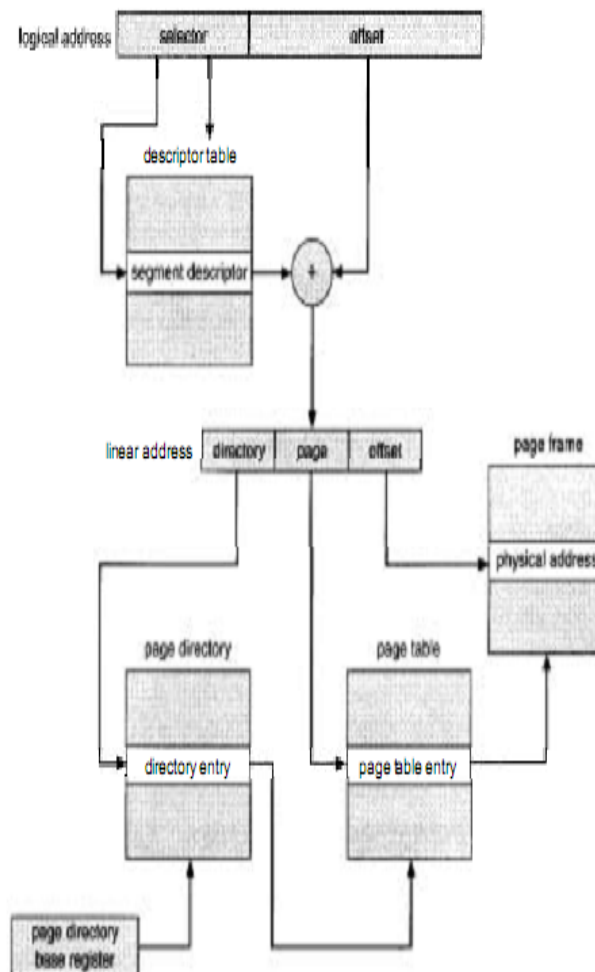 logical address
selector
offset
descriptor table
segment descriptor
+
linear address
directory
page
offset
page frame
physical address
page directory
page table
directory entry
page table entry
page directory
base register